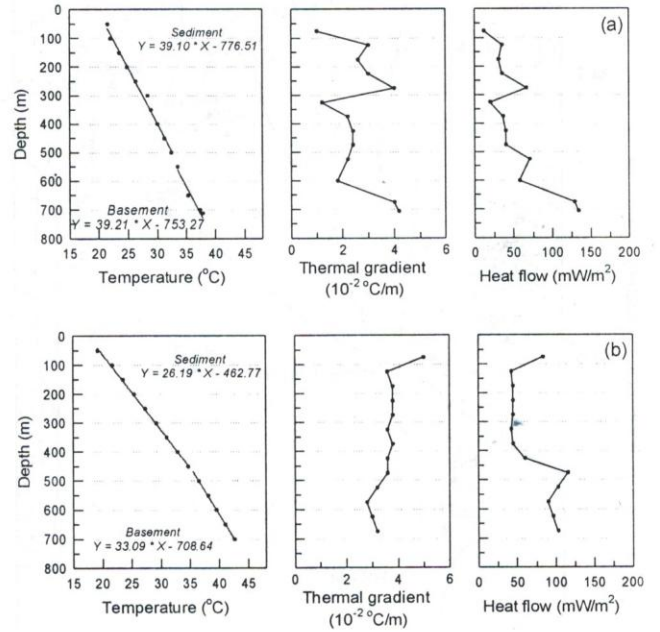 (a)
0
100
200
300
400
500
600
700
800
Depth (m)
Sediment
Y = 39.10 * X - 776.51
Basement
Y = 39.21 * X - 753.27
15 20 25 30 35 40 45
Temperature (°C)
0 2 4 6
Thermal gradient
(10⁻² °C/m)
0 50 100 150 200
Heat flow (mW/m²)
(b)
0
100
200
300
400
500
600
700
800
Depth (m)
Sediment
Y = 26.19 * X - 462.77
Basement
Y = 33.09 * X - 708.64
15 20 25 30 35 40 45
Temperature (°C)
0 2 4 6
Thermal gradient
(10⁻² °C/m)
0 50 100 150 200
Heat flow (mW/m²)